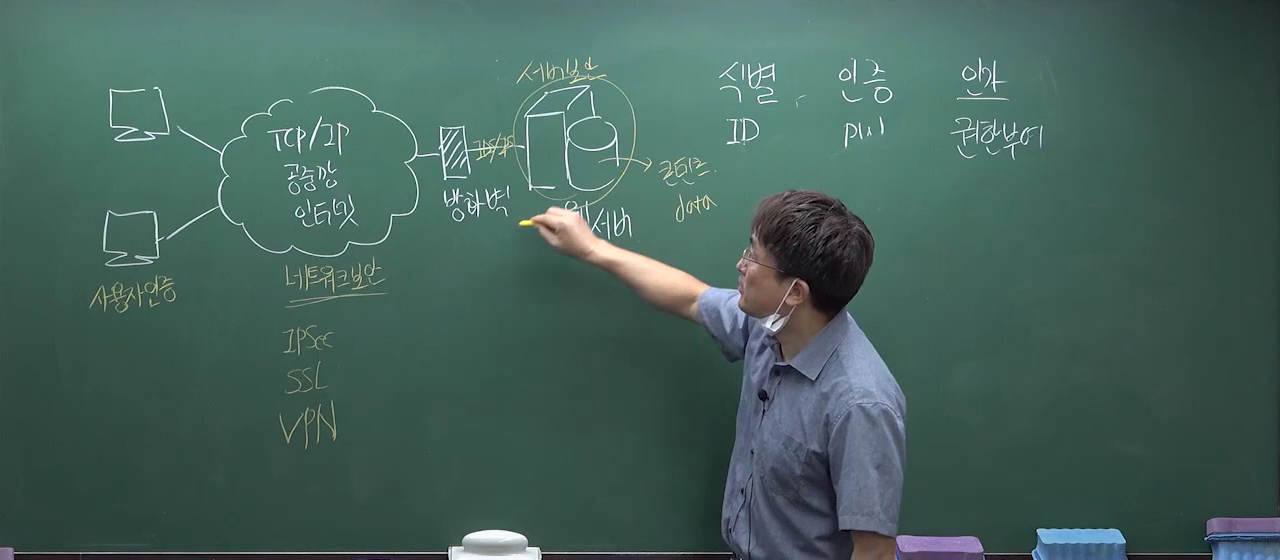 서버보안
식별, 인증 인가
ID PW 권한부여
TCP/IP
공중망
인터넷
IDS/IPS
방화벽
컨텐츠.
data
웹서버
네트워크보안
사용자인증
IPSec
SSL
VPN